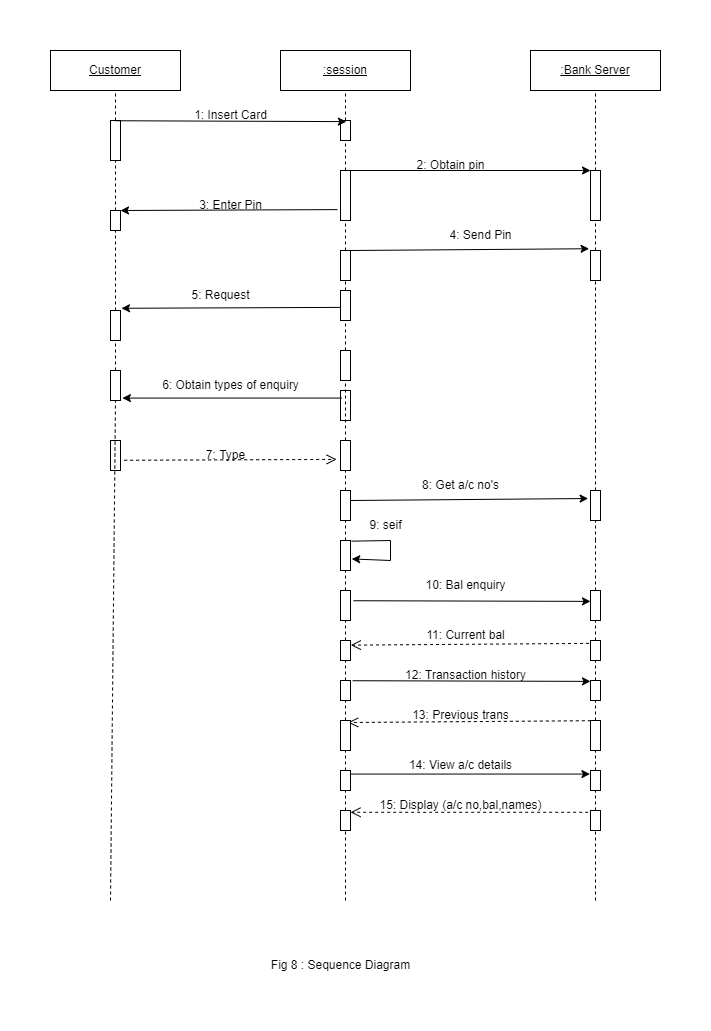 Customer
:session
:Bank Server
1: Insert Card
2: Obtain pin
3: Enter Pin
4: Send Pin
5: Request
6: Obtain types of enquiry
7: Type
8: Get a/c no's
9: seif
10: Bal enquiry
11: Current bal
12: Transaction history
13: Previous trans
14: View a/c details
15: Display (a/c no,bal,names)
Fig 8 : Sequence Diagram